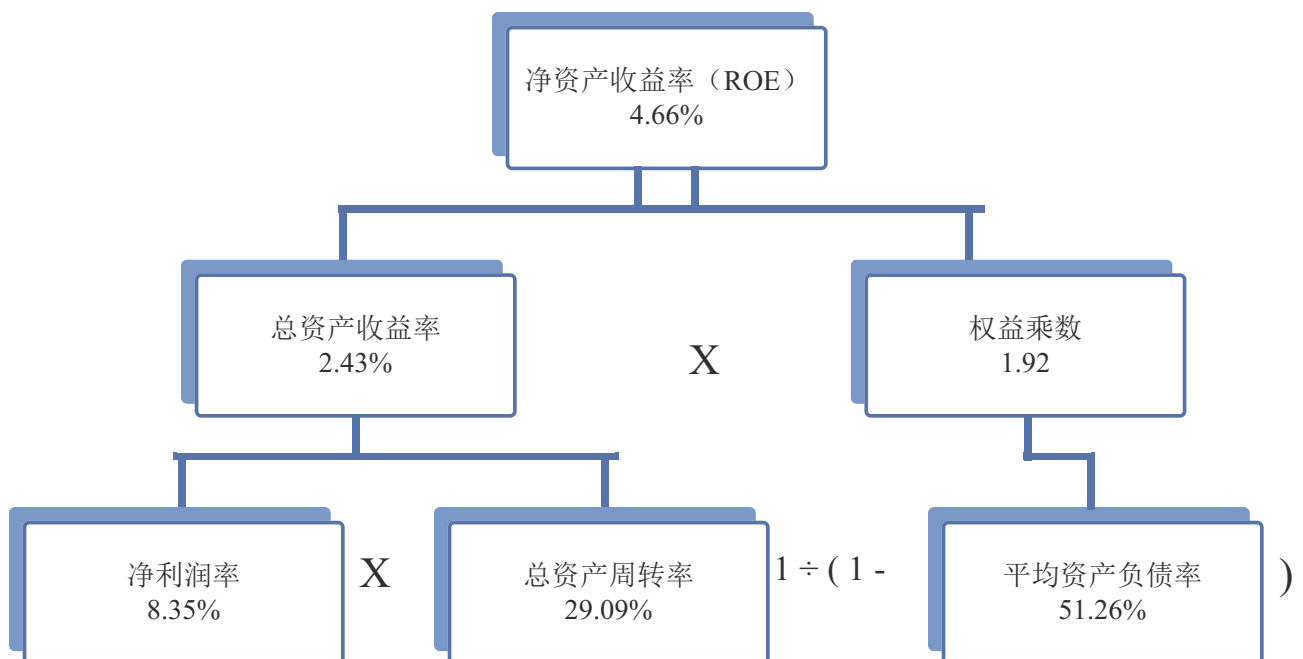 净资产收益率（ROE）
4.66%
总资产收益率
2.43%
X
权益乘数
1.92
净利润率
8.35%
X
总资产周转率
29.09%
1 ÷ ( 1 -
平均资产负债率
51.26%
)